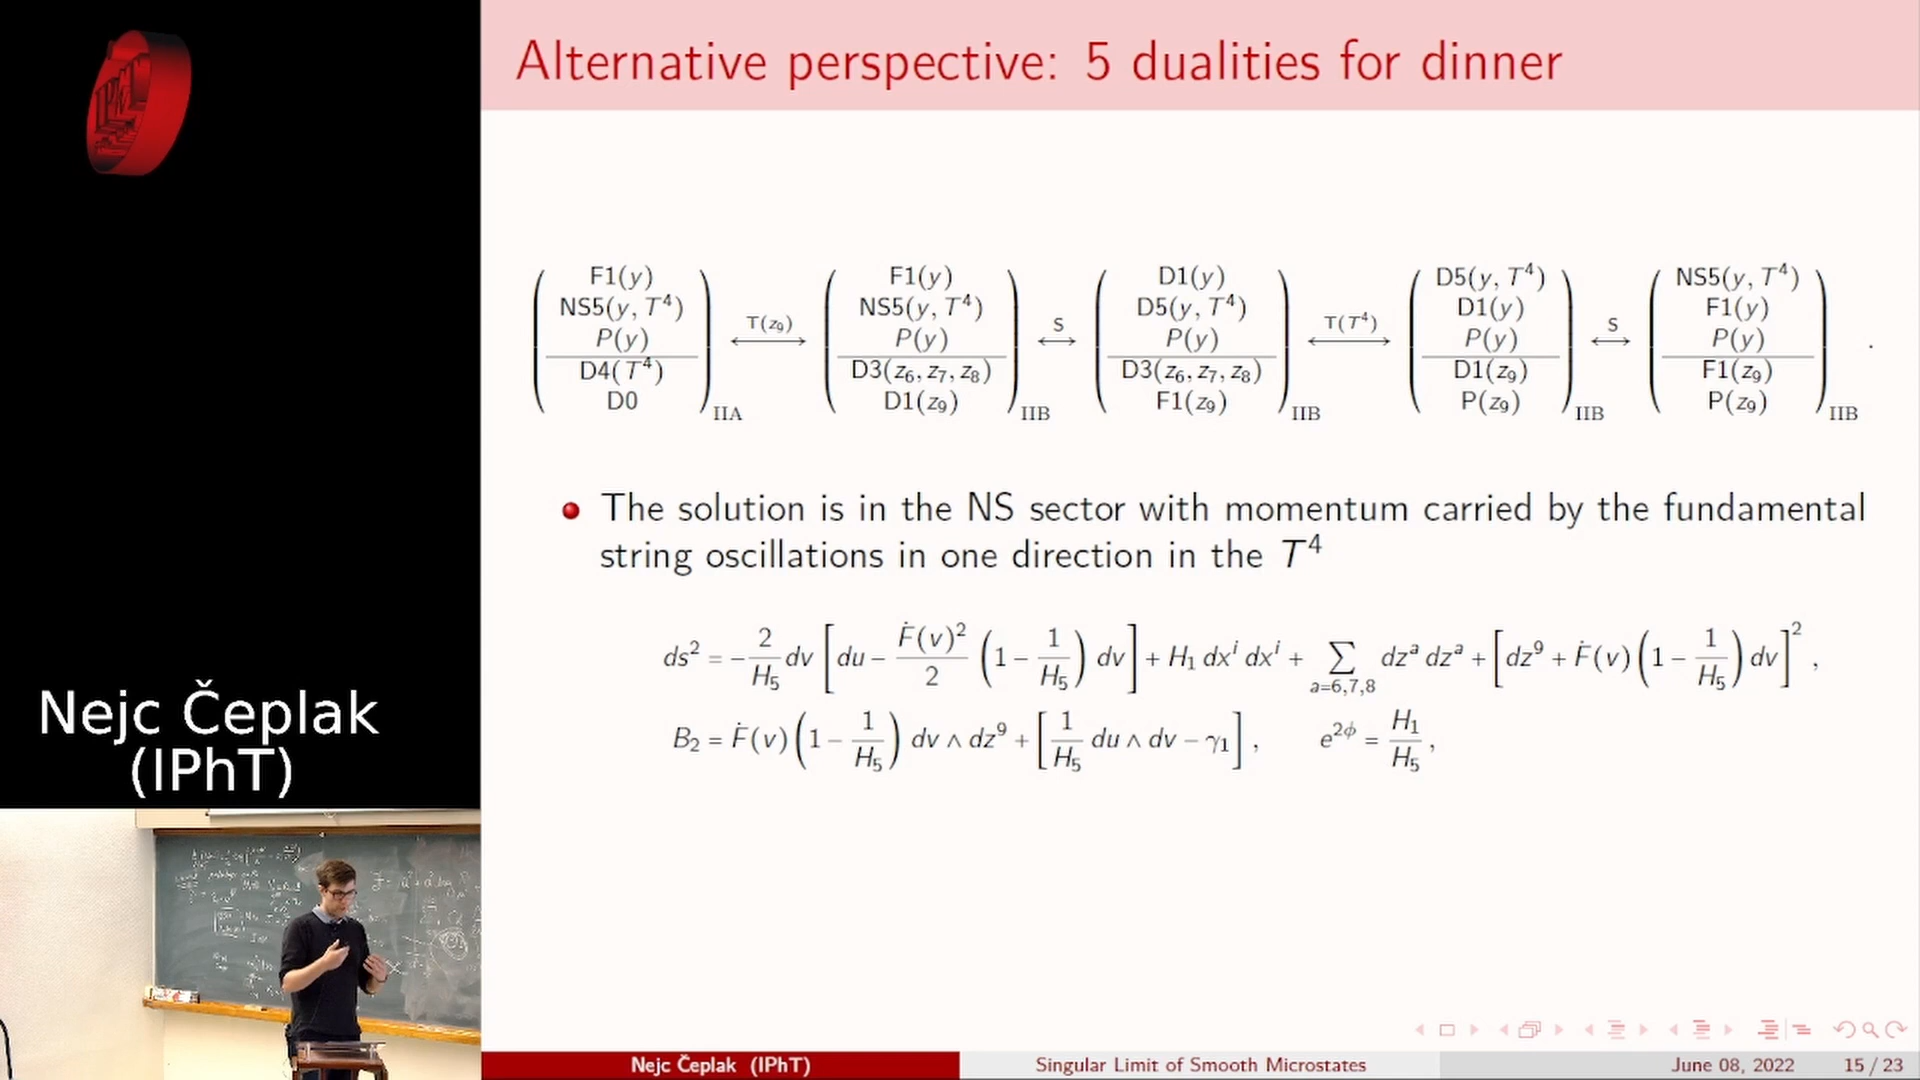 Alternative perspective: 5 dualities for dinner
F1(y) NS5(y, T⁴) P(y) D4(T⁴) D0 IIA
T(z₉) ⟷
F1(y) NS5(y, T⁴) P(y) D3(z₆, z₇, z₈) D1(z₉) IIB
S ⟷
D1(y) D5(y, T⁴) P(y) D3(z₆, z₇, z₈) F1(z₉) IIB
T(T⁴) ⟷
D5(y, T⁴) D1(y) P(y) D1(z₉) P(z₉) IIB
S ⟷
NS5(y, T⁴) F1(y) P(y) F1(z₉) P(z₉) IIB .
The solution is in the NS sector with momentum carried by the fundamental
string oscillations in one direction in the T⁴
ds² = −2/H₅ dv [du − Ḟ(v)²/2 (1 − 1/H₅) dv] + H₁ dxⁱ dxⁱ + ∑_{a=6,7,8} dzᵃ dzᵃ + [dz⁹ + Ḟ(v)(1 − 1/H₅) dv]² ,
B₂ = Ḟ(v)(1 − 1/H₅) dv ∧ dz⁹ + [1/H₅ du ∧ dv − γ₁] , e^{2ϕ} = H₁/H₅ ,
Nejc Čeplak
(IPhT)
Nejc Čeplak (IPhT) Singular Limit of Smooth Microstates June 08, 2022 15 / 23